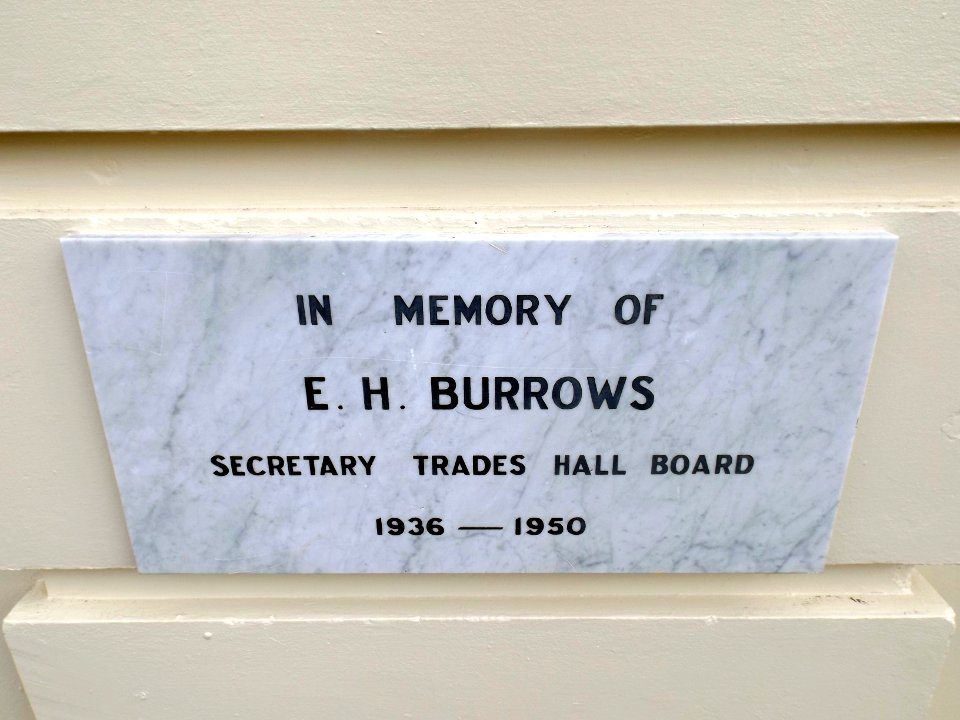 IN MEMORY OF
E. H. BURROWS
SECRETARY TRADES HALL BOARD
1936 — 1950